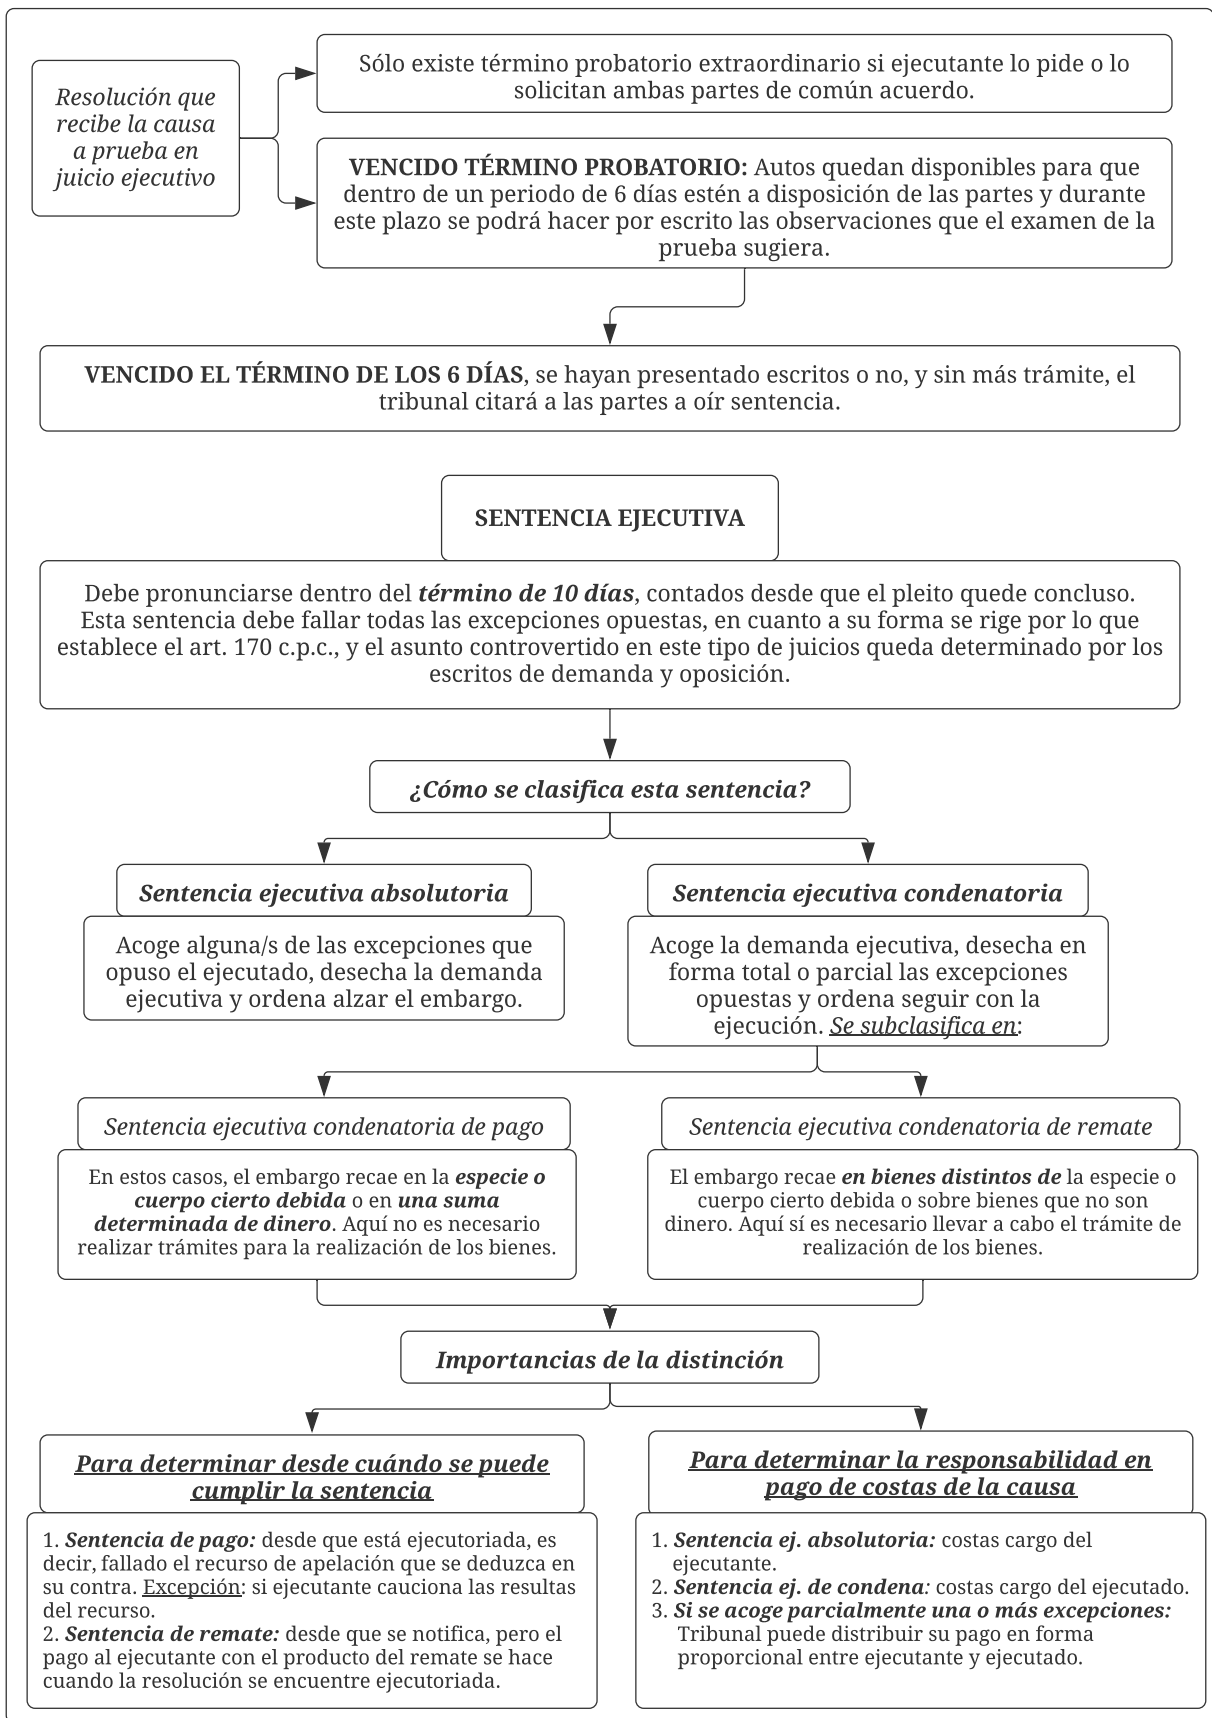 Resolución que
recibe la causa
a prueba en
juicio ejecutivo
Sólo existe término probatorio extraordinario si ejecutante lo pide o lo
solicitan ambas partes de común acuerdo.
VENCIDO TÉRMINO PROBATORIO: Autos quedan disponibles para que
dentro de un periodo de 6 días estén a disposición de las partes y durante
este plazo se podrá hacer por escrito las observaciones que el examen de la
prueba sugiera.
VENCIDO EL TÉRMINO DE LOS 6 DÍAS, se hayan presentado escritos o no, y sin más trámite, el
tribunal citará a las partes a oír sentencia.
SENTENCIA EJECUTIVA
Debe pronunciarse dentro del término de 10 días, contados desde que el pleito quede concluso.
Esta sentencia debe fallar todas las excepciones opuestas, en cuanto a su forma se rige por lo que
establece el art. 170 c.p.c., y el asunto controvertido en este tipo de juicios queda determinado por los
escritos de demanda y oposición.
¿Cómo se clasifica esta sentencia?
Sentencia ejecutiva absolutoria
Acoge alguna/s de las excepciones que
opuso el ejecutado, desecha la demanda
ejecutiva y ordena alzar el embargo.
Sentencia ejecutiva condenatoria
Acoge la demanda ejecutiva, desecha en
forma total o parcial las excepciones
opuestas y ordena seguir con la
ejecución. Se subclasifica en:
Sentencia ejecutiva condenatoria de pago
En estos casos, el embargo recae en la especie o
cuerpo cierto debida o en una suma
determinada de dinero. Aquí no es necesario
realizar trámites para la realización de los bienes.
Sentencia ejecutiva condenatoria de remate
El embargo recae en bienes distintos de la especie o
cuerpo cierto debida o sobre bienes que no son
dinero. Aquí sí es necesario llevar a cabo el trámite de
realización de los bienes.
Importancias de la distinción
Para determinar desde cuándo se puede
cumplir la sentencia
1. Sentencia de pago: desde que está ejecutoriada, es
decir, fallado el recurso de apelación que se deduzca en
su contra. Excepción: si ejecutante cauciona las resultas
del recurso.
2. Sentencia de remate: desde que se notifica, pero el
pago al ejecutante con el producto del remate se hace
cuando la resolución se encuentre ejecutoriada.
Para determinar la responsabilidad en
pago de costas de la causa
1. Sentencia ej. absolutoria: costas cargo del
ejecutante.
2. Sentencia ej. de condena: costas cargo del ejecutado.
3. Si se acoge parcialmente una o más excepciones:
Tribunal puede distribuir su pago en forma
proporcional entre ejecutante y ejecutado.